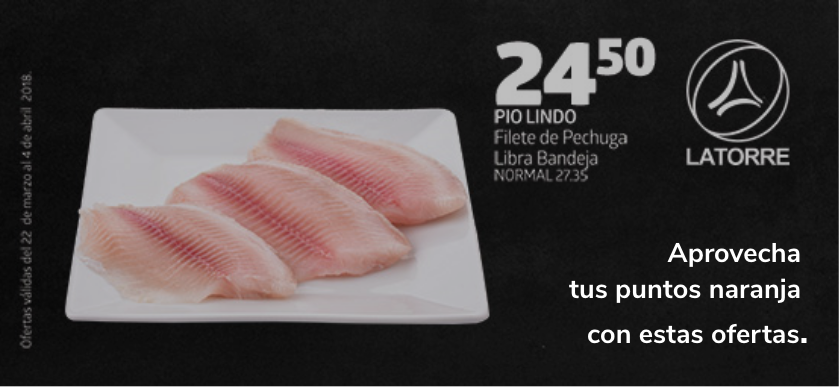 Ofertas válidas del 22 de marzo al 4 de abril 2018.
24 50
PIO LINDO
Filete de Pechuga
Libra Bandeja
NORMAL 27.35
LATORRE
Aprovecha
tus puntos naranja
con estas ofertas.